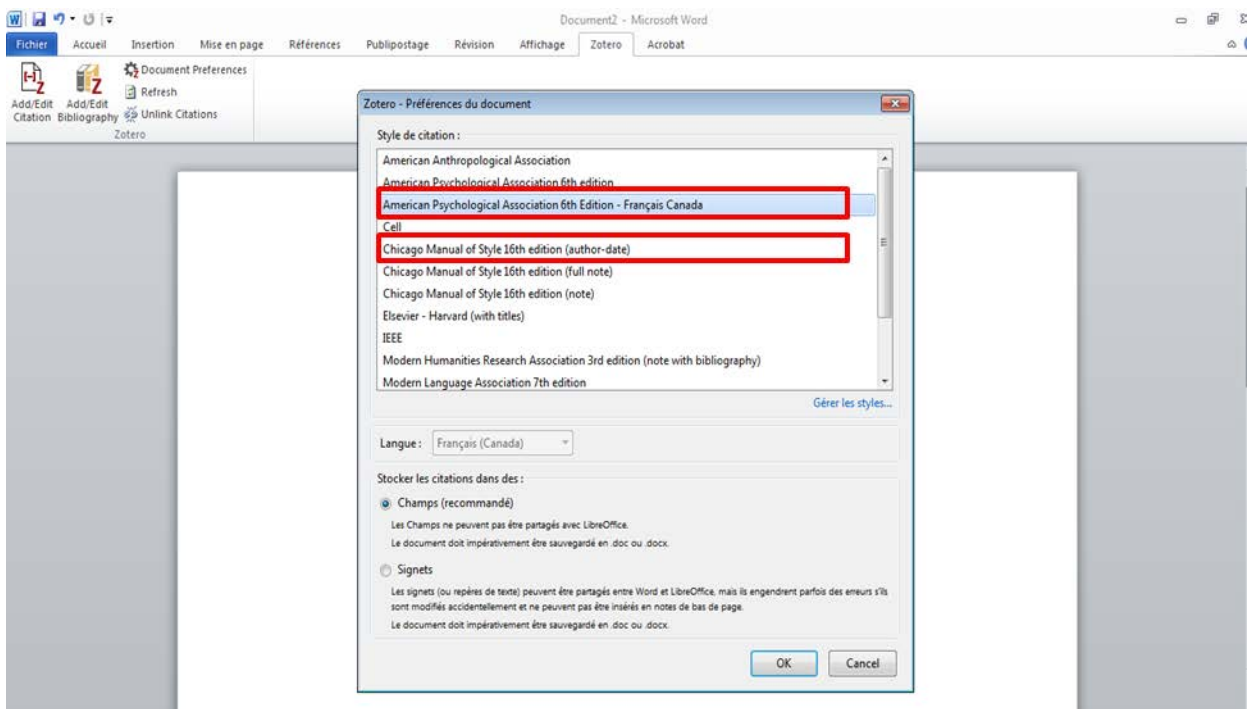 Document2 - Microsoft Word
Fichier Accueil Insertion Mise en page Références Publipostage Révision Affichage Zotero Acrobat
Add/Edit Citation
Add/Edit Bibliography
Document Preferences
Refresh
Unlink Citations
Zotero
Zotero - Préférences du document
Style de citation :
American Anthropological Association
American Psychological Association 6th edition
American Psychological Association 6th Edition - Français Canada
Cell
Chicago Manual of Style 16th edition (author-date)
Chicago Manual of Style 16th edition (full note)
Chicago Manual of Style 16th edition (note)
Elsevier - Harvard (with titles)
IEEE
Modern Humanities Research Association 3rd edition (note with bibliography)
Modern Language Association 7th edition
Gérer les styles...
Langue : Français (Canada)
Stocker les citations dans des :
Champs (recommandé)
Les Champs ne peuvent pas être partagés avec LibreOffice.
Le document doit impérativement être sauvegardé en .doc ou .docx.
Signets
Les signets (ou repères de texte) peuvent être partagés entre Word et LibreOffice, mais ils engendrent parfois des erreurs s'ils
sont modifiés accidentellement et ne peuvent pas être insérés en notes de bas de page.
Le document doit impérativement être sauvegardé en .doc ou .docx.
OK Cancel